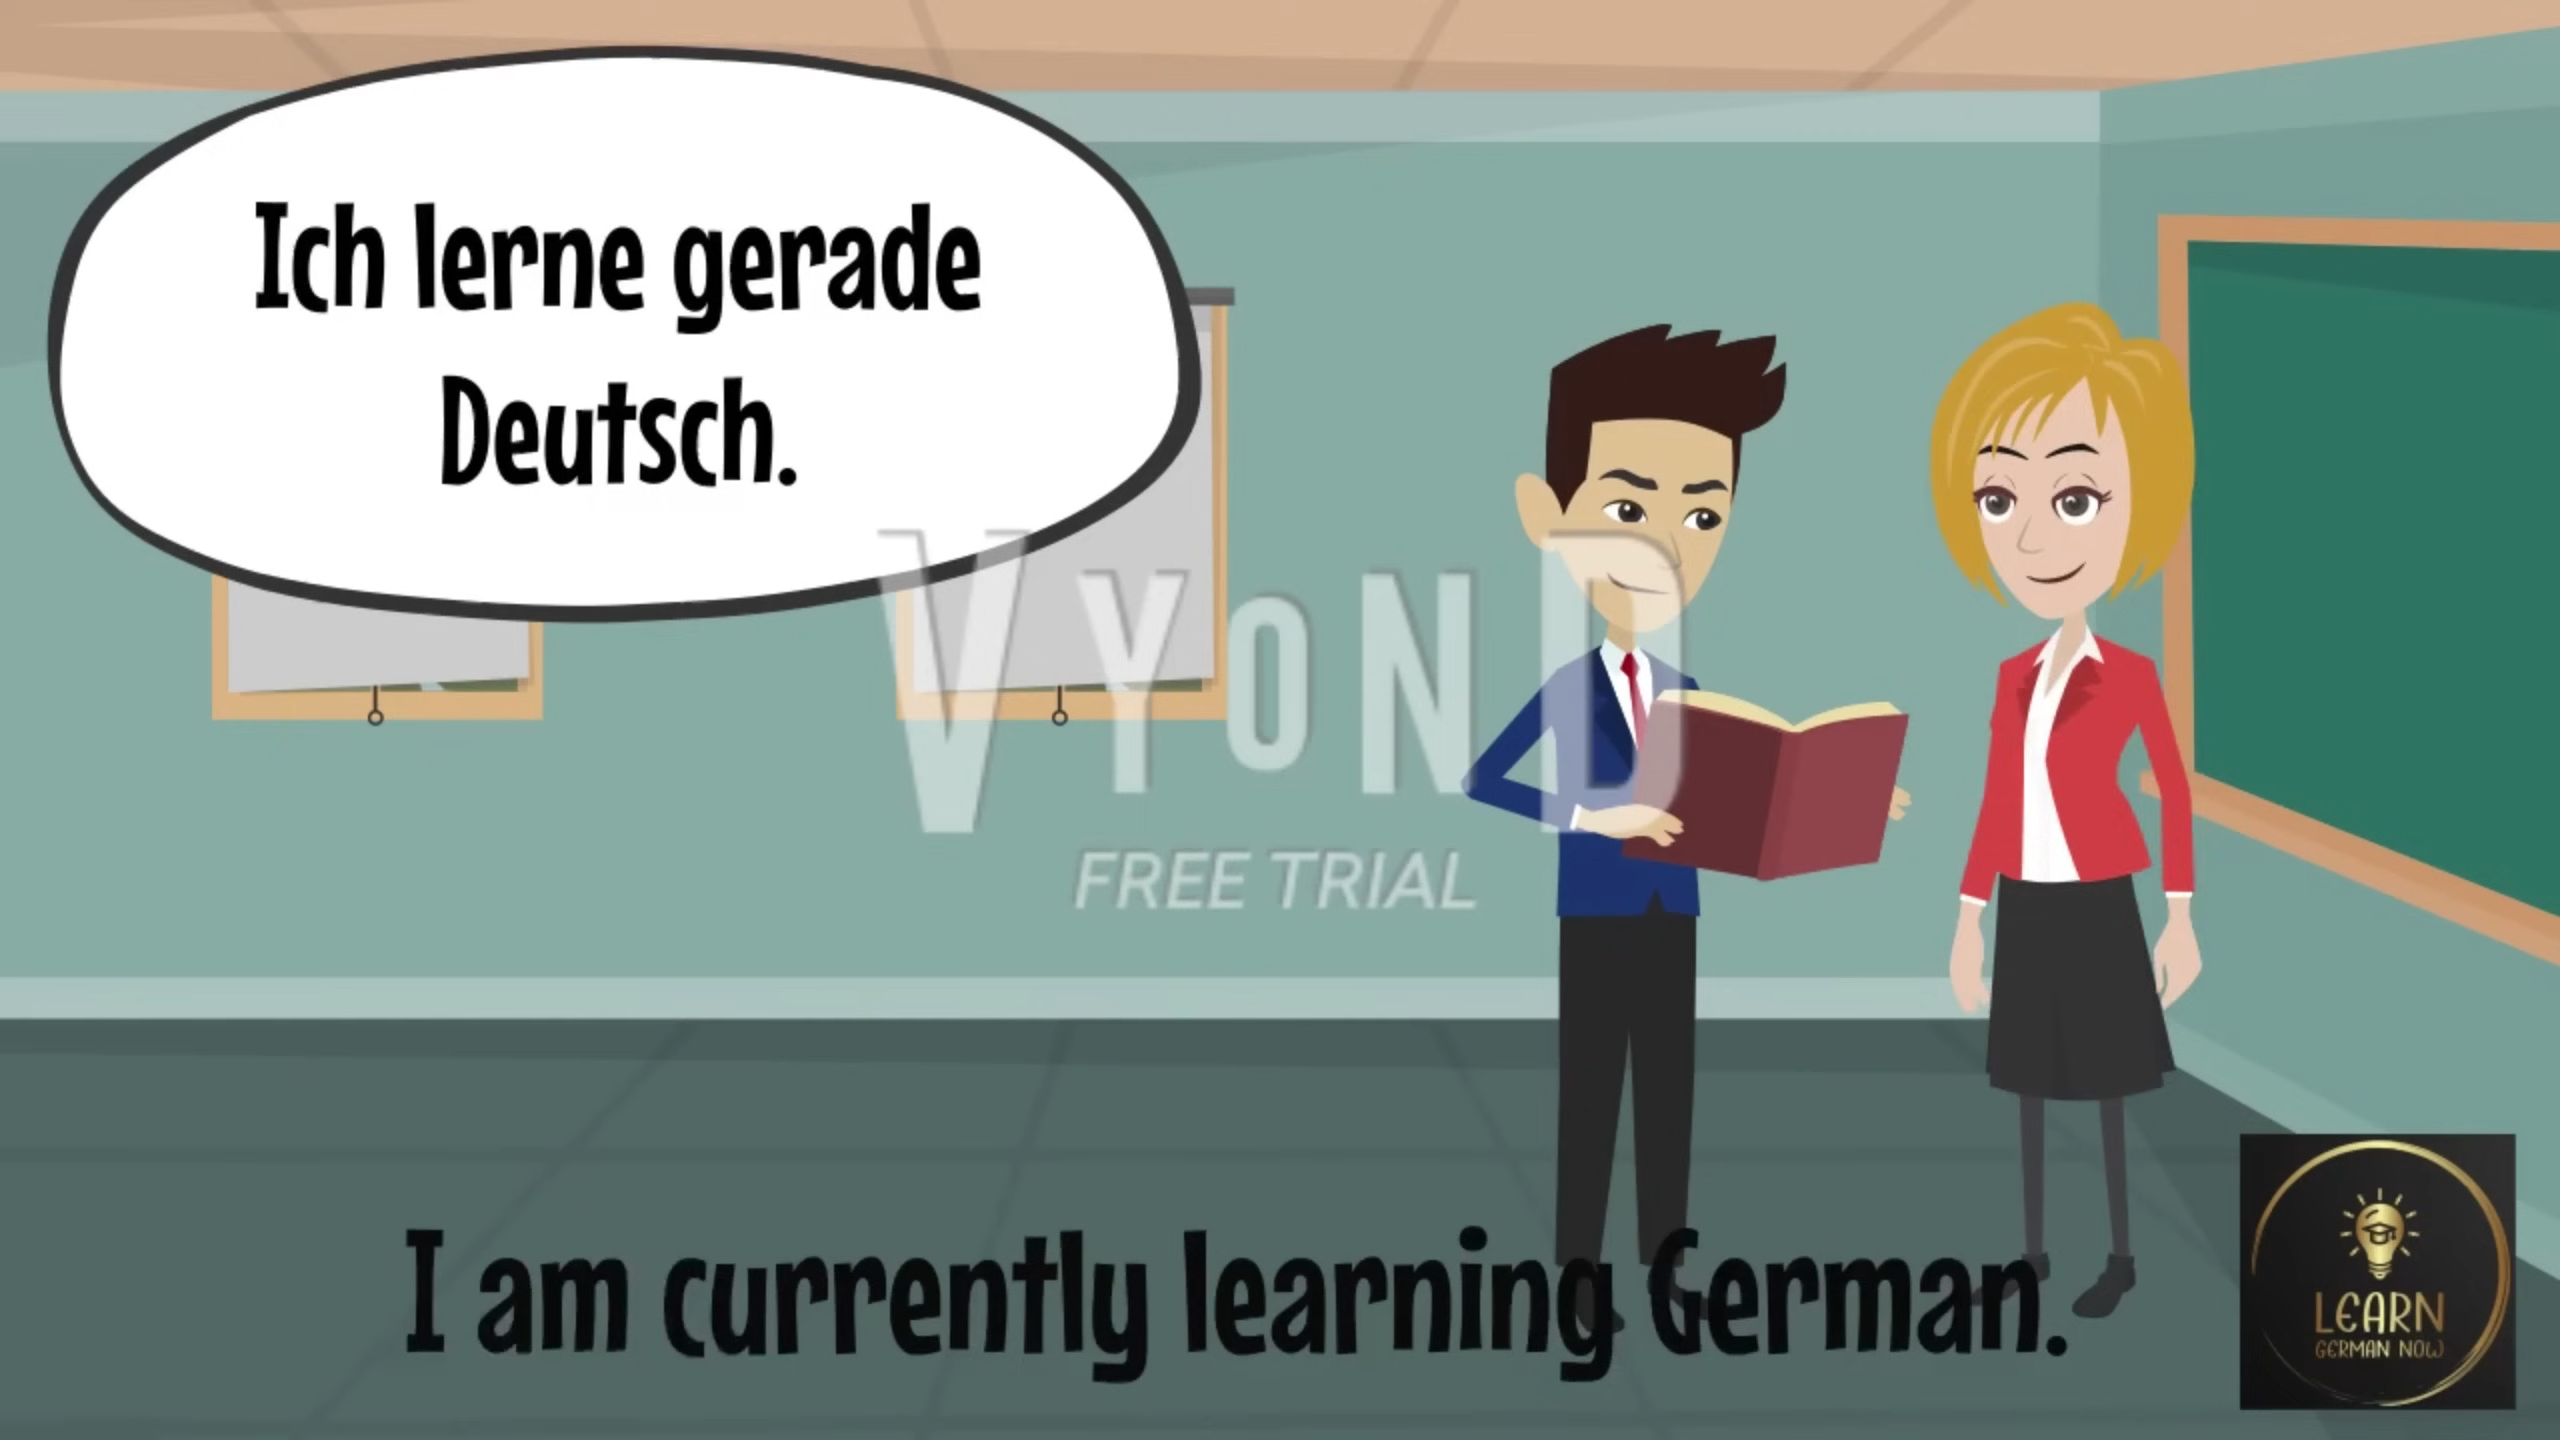 Ich lerne gerade
Deutsch.
VYOND
FREE TRIAL
I am currently learning German.
LEARN
GERMAN NOW